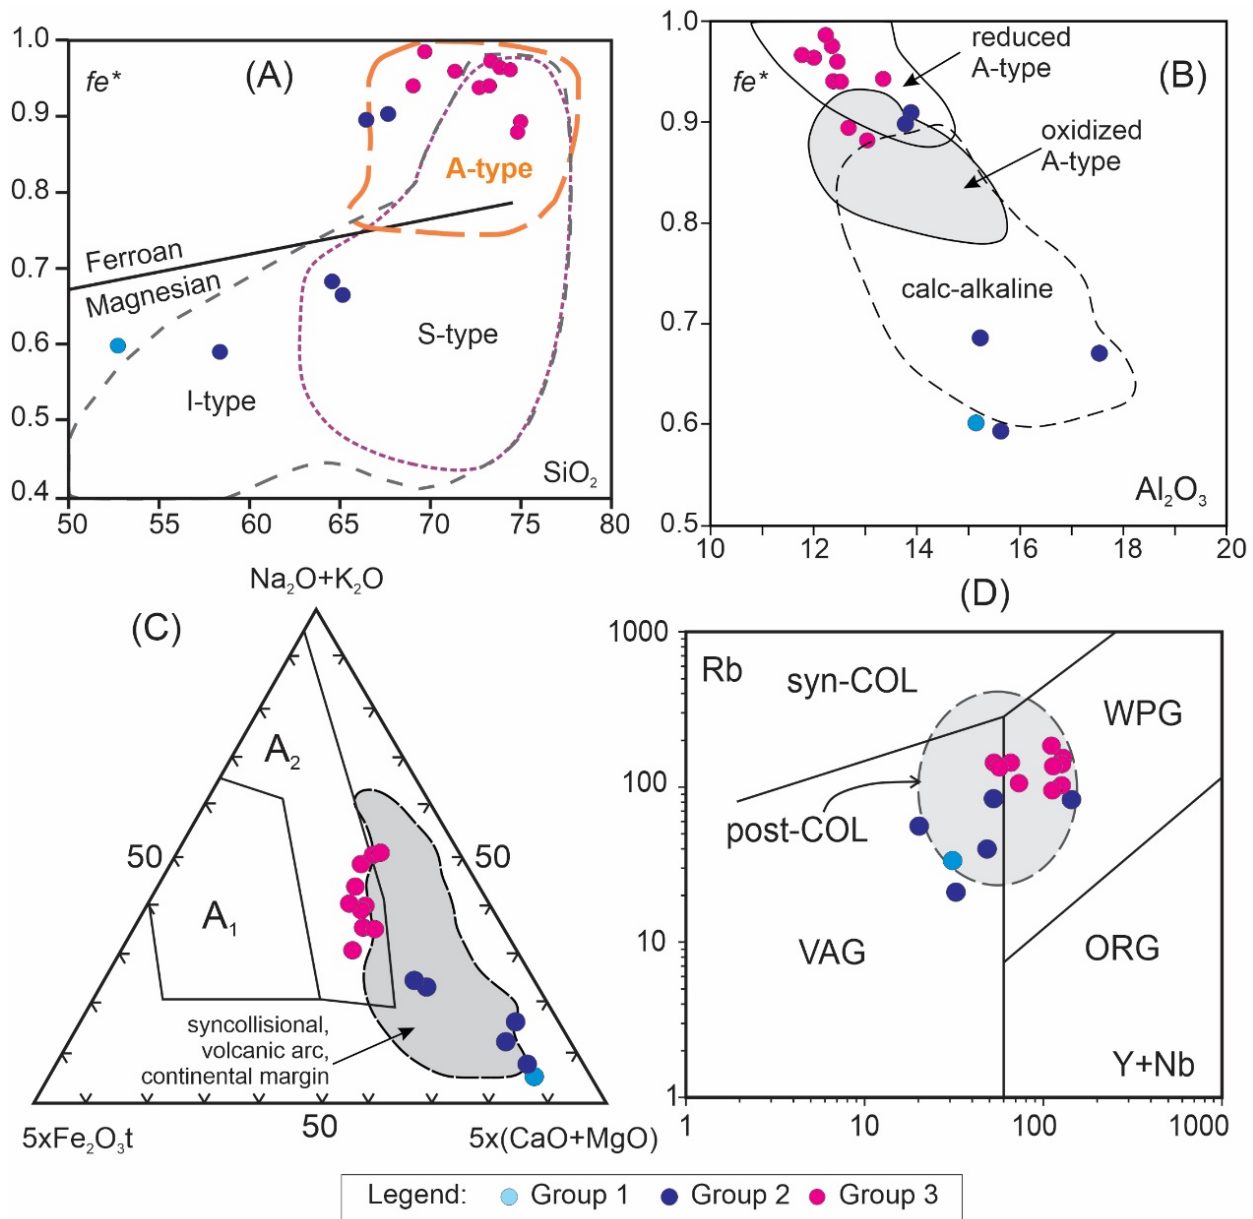 (A)
fe*
1.0
0.9
0.8
0.7
0.6
0.5
0.4
A-type
Ferroan
Magnesian
S-type
I-type
SiO₂
50 55 60 65 70 75 80
(B)
fe*
1.0
0.9
0.8
0.7
0.6
0.5
reduced
A-type
oxidized
A-type
calc-alkaline
Al₂O₃
10 12 14 16 18 20
Na₂O+K₂O
(C)
A₂
50 50
A₁
syncollisional,
volcanic arc,
continental margin
50
5xFe₂O₃t 5x(CaO+MgO)
(D)
1000
100
10
1
Rb
syn-COL
WPG
post-COL
VAG
ORG
Y+Nb
1 10 100 1000
Legend: Group 1 Group 2 Group 3